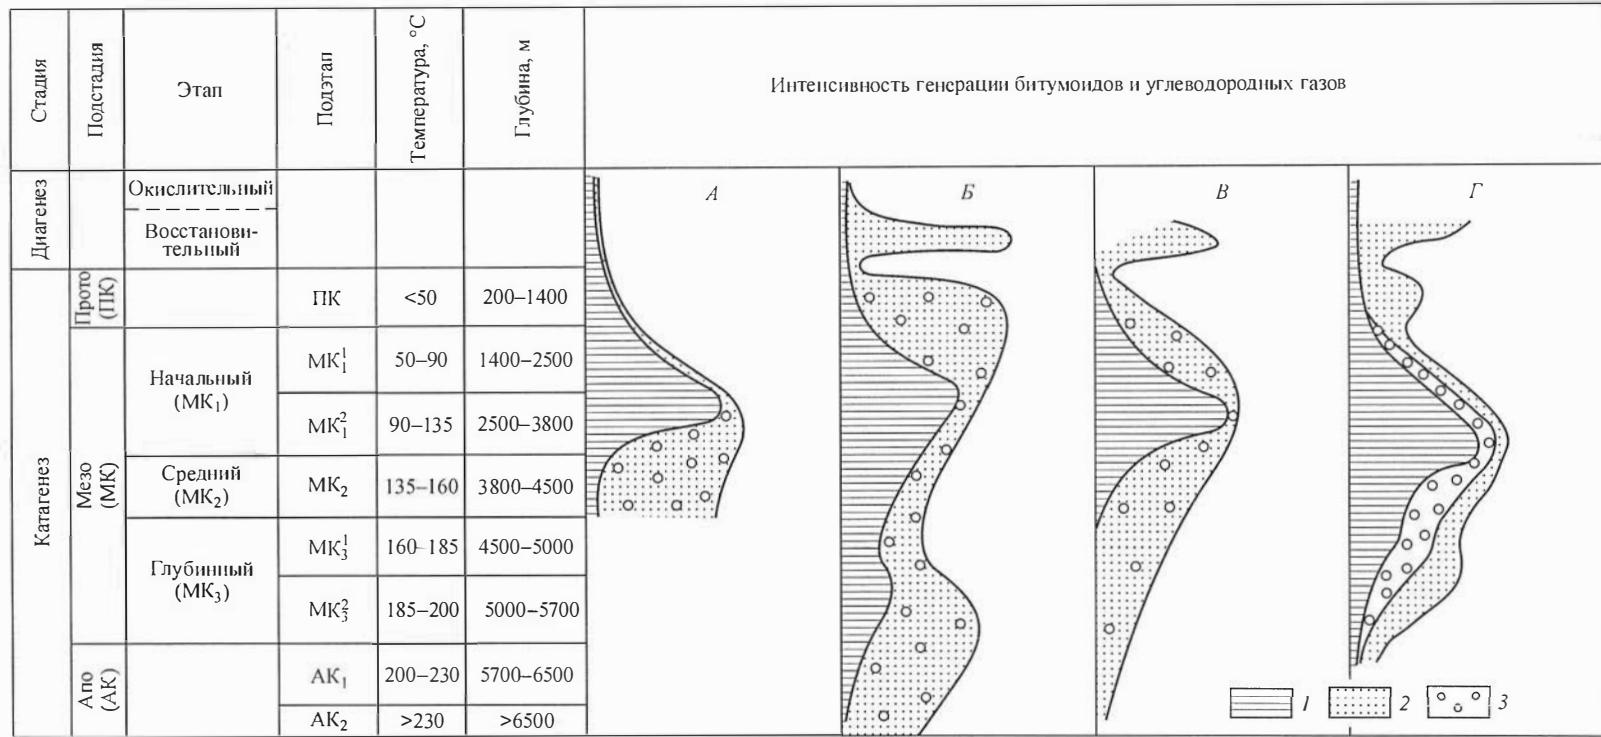 Стадия
Подстадия
Этап
Подэтап
Температура, °С
Глубина, м
Интенсивность генерации битумоидов и углеводородных газов
Диагенез
Окислительный
Восстанови-
тельный
А
Б
В
Г
Катагенез
Прото
(ПК)
ПК
<50
200–1400
Мезо
(МК)
Начальный
(МК₁)
МК₁¹
50–90
1400–2500
МК₁²
90–135
2500–3800
Средний
(МК₂)
МК₂
135–160
3800–4500
Глубинный
(МК₃)
МК₃¹
160–185
4500–5000
МК₃²
185–200
5000–5700
Апо
(АК)
АК₁
200–230
5700–6500
АК₂
>230
>6500
1
2
3